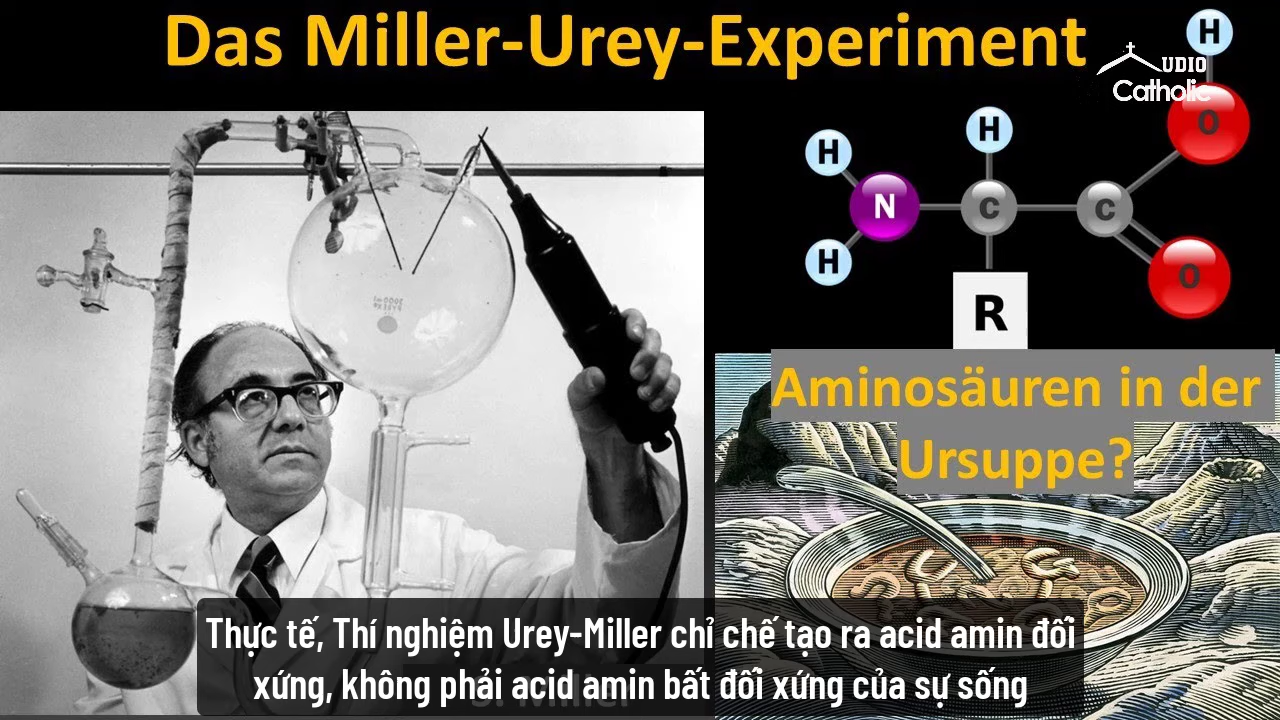 Das Miller-Urey-Experiment
UDIO
Catholic
H
O
H
H
N
C
C
H
O
R
Aminosäuren in der
Ursuppe?
Thực tế, Thí nghiệm Urey-Miller chỉ chế tạo ra acid amin đối
xứng, không phải acid amin bất đối xứng của sự sống